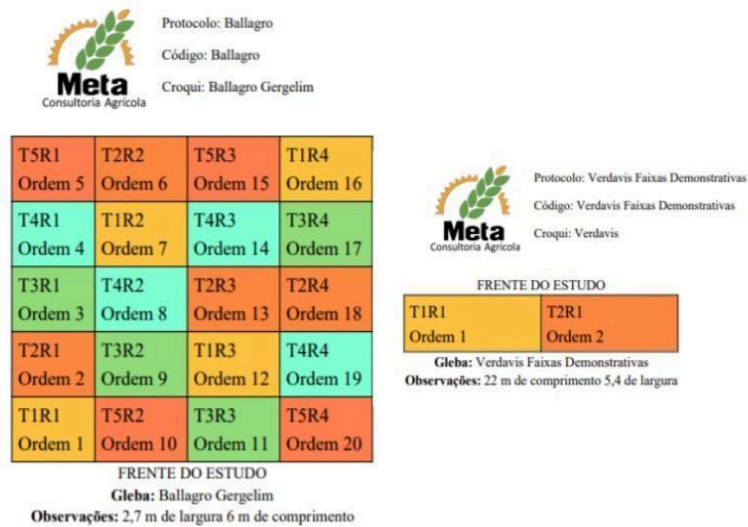 Meta
Consultoria Agrícola
Protocolo: Ballagro
Código: Ballagro
Croqui: Ballagro Gergelim
T5R1 T2R2 T5R3 T1R4
Ordem 5 Ordem 6 Ordem 15 Ordem 16
T4R1 T1R2 T4R3 T3R4
Ordem 4 Ordem 7 Ordem 14 Ordem 17
T3R1 T4R2 T2R3 T2R4
Ordem 3 Ordem 8 Ordem 13 Ordem 18
T2R1 T3R2 T1R3 T4R4
Ordem 2 Ordem 9 Ordem 12 Ordem 19
T1R1 T5R2 T3R3 T5R4
Ordem 1 Ordem 10 Ordem 11 Ordem 20
FRENTE DO ESTUDO
Gleba: Ballagro Gergelim
Observações: 2,7 m de largura 6 m de comprimento
Meta
Consultoria Agrícola
Protocolo: Verdavis Faixas Demonstrativas
Código: Verdavis Faixas Demonstrativas
Croqui: Verdavis
FRENTE DO ESTUDO
T1R1 T2R1
Ordem 1 Ordem 2
Gleba: Verdavis Faixas Demonstrativas
Observações: 22 m de comprimento 5,4 de largura